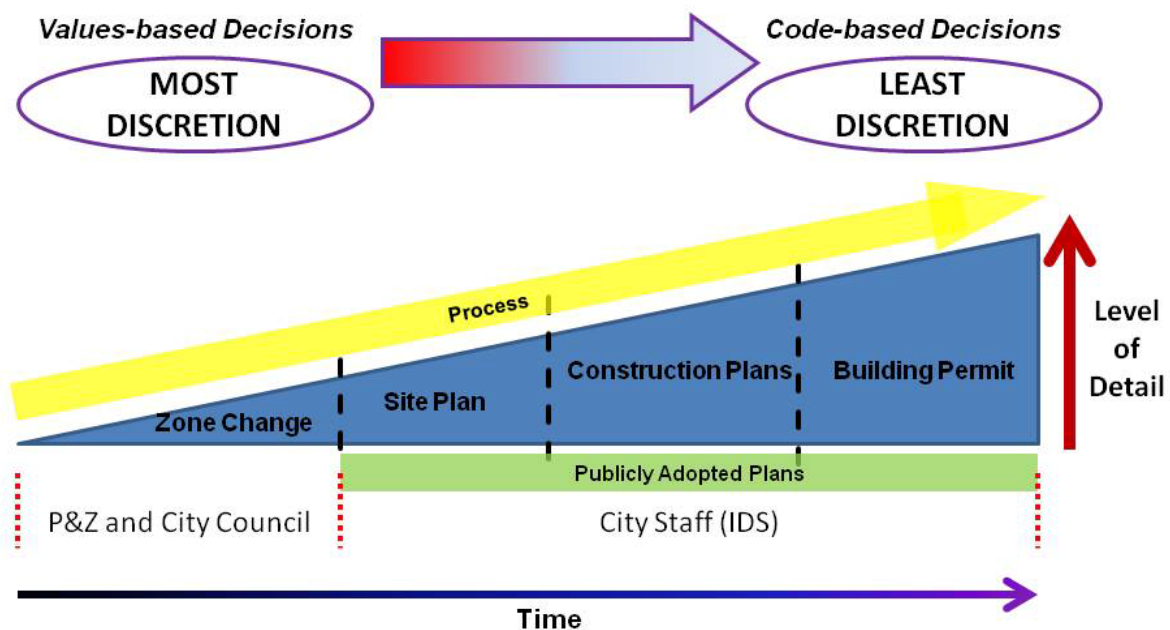 Values-based Decisions
MOST
DISCRETION
Code-based Decisions
LEAST
DISCRETION
Process
Level
of
Detail
Zone Change
Site Plan
Construction Plans
Building Permit
Publicly Adopted Plans
P&Z and City Council
City Staff (IDS)
Time